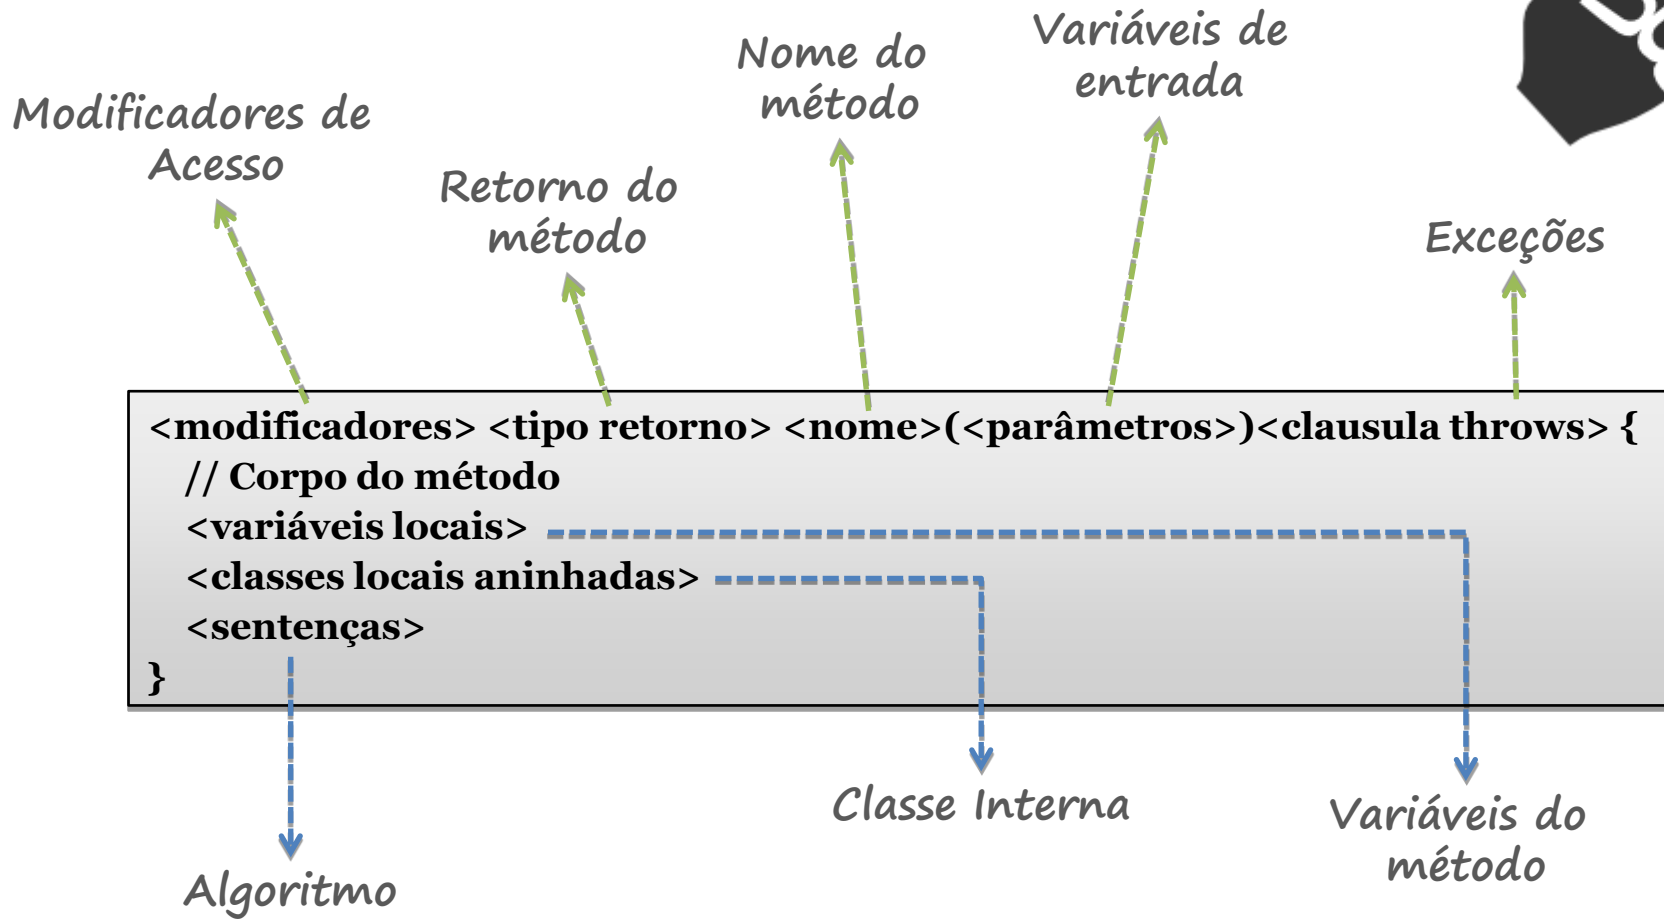 Variáveis de
entrada
Nome do
método
Modificadores de
Acesso
Retorno do
método
Exceções
<modificadores> <tipo retorno> <nome>(<parâmetros>)<clausula throws> {
// Corpo do método
<variáveis locais>
<classes locais aninhadas>
<sentenças>
}
Classe Interna
Variáveis do
método
Algoritmo